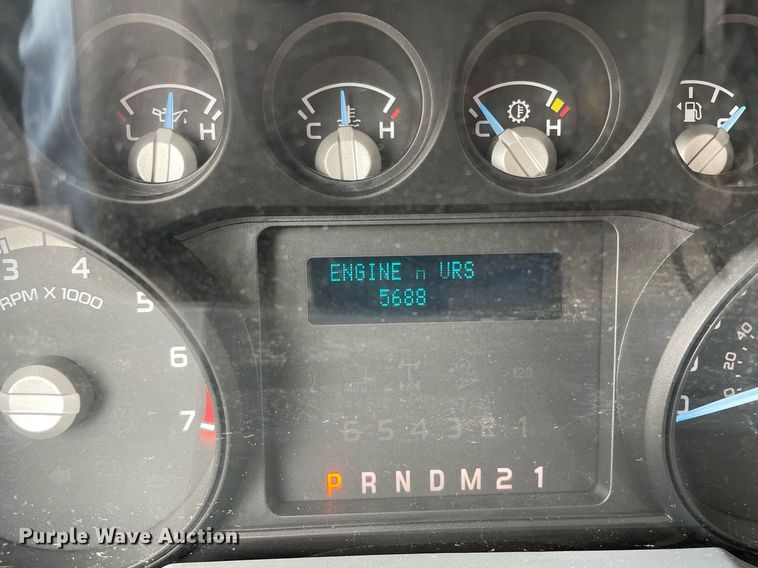 L H
C H
C H
F
3 4 5 6 7
RPM X 1000
ENGINE n URS
5688
40
20
0
6 5 4 3 2 1
P R N D M 2 1
Purple Wave Auction